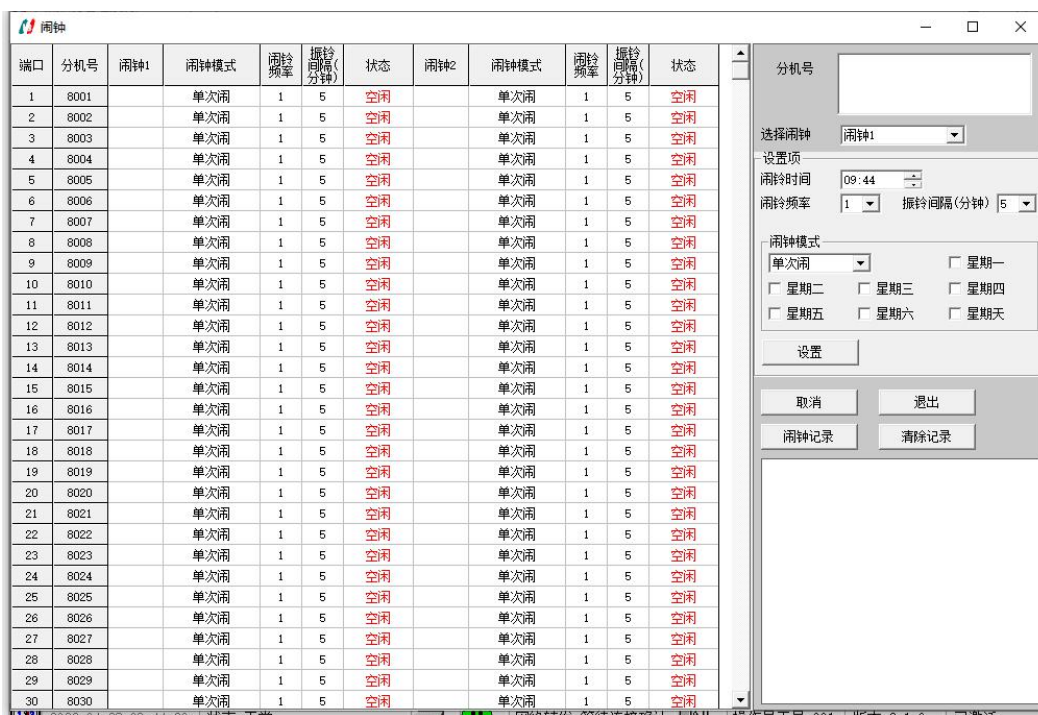 闹钟
端口 分机号 闹钟1 闹钟模式 闹铃频率 振铃间隔(分钟) 状态 闹钟2 闹钟模式 闹铃频率 振铃间隔(分钟) 状态
1 8001 单次闹 1 5 空闲 单次闹 1 5 空闲
2 8002 单次闹 1 5 空闲 单次闹 1 5 空闲
3 8003 单次闹 1 5 空闲 单次闹 1 5 空闲
4 8004 单次闹 1 5 空闲 单次闹 1 5 空闲
5 8005 单次闹 1 5 空闲 单次闹 1 5 空闲
6 8006 单次闹 1 5 空闲 单次闹 1 5 空闲
7 8007 单次闹 1 5 空闲 单次闹 1 5 空闲
8 8008 单次闹 1 5 空闲 单次闹 1 5 空闲
9 8009 单次闹 1 5 空闲 单次闹 1 5 空闲
10 8010 单次闹 1 5 空闲 单次闹 1 5 空闲
11 8011 单次闹 1 5 空闲 单次闹 1 5 空闲
12 8012 单次闹 1 5 空闲 单次闹 1 5 空闲
13 8013 单次闹 1 5 空闲 单次闹 1 5 空闲
14 8014 单次闹 1 5 空闲 单次闹 1 5 空闲
15 8015 单次闹 1 5 空闲 单次闹 1 5 空闲
16 8016 单次闹 1 5 空闲 单次闹 1 5 空闲
17 8017 单次闹 1 5 空闲 单次闹 1 5 空闲
18 8018 单次闹 1 5 空闲 单次闹 1 5 空闲
19 8019 单次闹 1 5 空闲 单次闹 1 5 空闲
20 8020 单次闹 1 5 空闲 单次闹 1 5 空闲
21 8021 单次闹 1 5 空闲 单次闹 1 5 空闲
22 8022 单次闹 1 5 空闲 单次闹 1 5 空闲
23 8023 单次闹 1 5 空闲 单次闹 1 5 空闲
24 8024 单次闹 1 5 空闲 单次闹 1 5 空闲
25 8025 单次闹 1 5 空闲 单次闹 1 5 空闲
26 8026 单次闹 1 5 空闲 单次闹 1 5 空闲
27 8027 单次闹 1 5 空闲 单次闹 1 5 空闲
28 8028 单次闹 1 5 空闲 单次闹 1 5 空闲
29 8029 单次闹 1 5 空闲 单次闹 1 5 空闲
30 8030 单次闹 1 5 空闲 单次闹 1 5 空闲
分机号
选择闹钟 闹钟1
设置项
闹铃时间 09:44
闹铃频率 1 振铃间隔(分钟) 5
闹钟模式
单次闹 星期一
星期二 星期三 星期四
星期五 星期六 星期天
设置
取消 退出
闹钟记录 清除记录